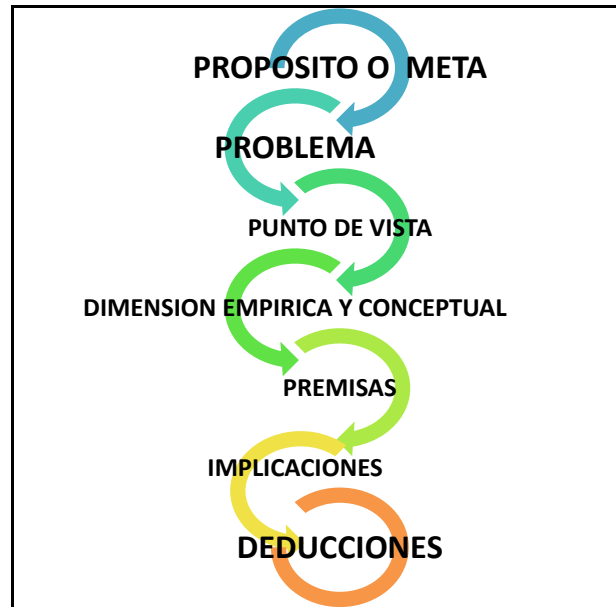 PROPOSITO O META
PROBLEMA
PUNTO DE VISTA
DIMENSION EMPIRICA Y CONCEPTUAL
PREMISAS
IMPLICACIONES
DEDUCCIONES